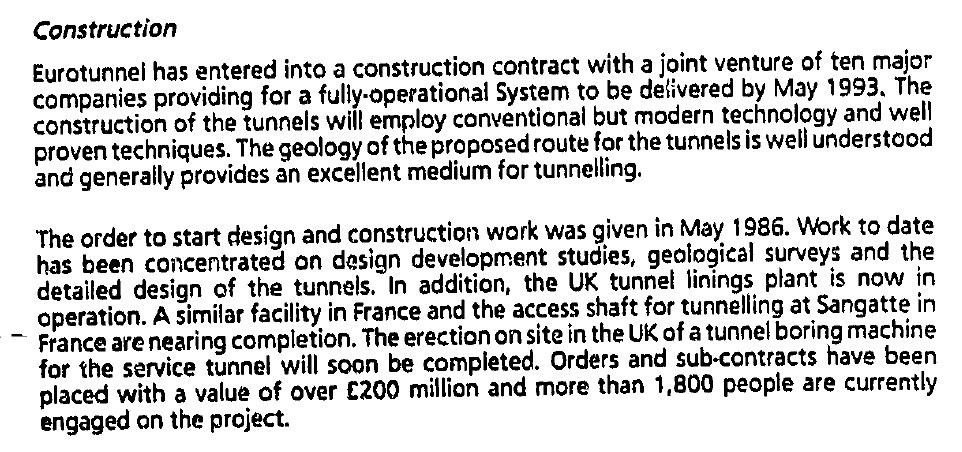 Construction
Eurotunnel has entered into a construction contract with a joint venture of ten major
companies providing for a fully-operational System to be delivered by May 1993. The
construction of the tunnels will employ conventional but modern technology and well
proven techniques. The geology of the proposed route for the tunnels is well understood
and generally provides an excellent medium for tunnelling.
The order to start design and construction work was given in May 1986. Work to date
has been concentrated on design development studies, geological surveys and the
detailed design of the tunnels. In addition, the UK tunnel linings plant is now in
operation. A similar facility in France and the access shaft for tunnelling at Sangatte in
France are nearing completion. The erection on site in the UK of a tunnel boring machine
for the service tunnel will soon be completed. Orders and sub-contracts have been
placed with a value of over £200 million and more than 1,800 people are currently
engaged on the project.